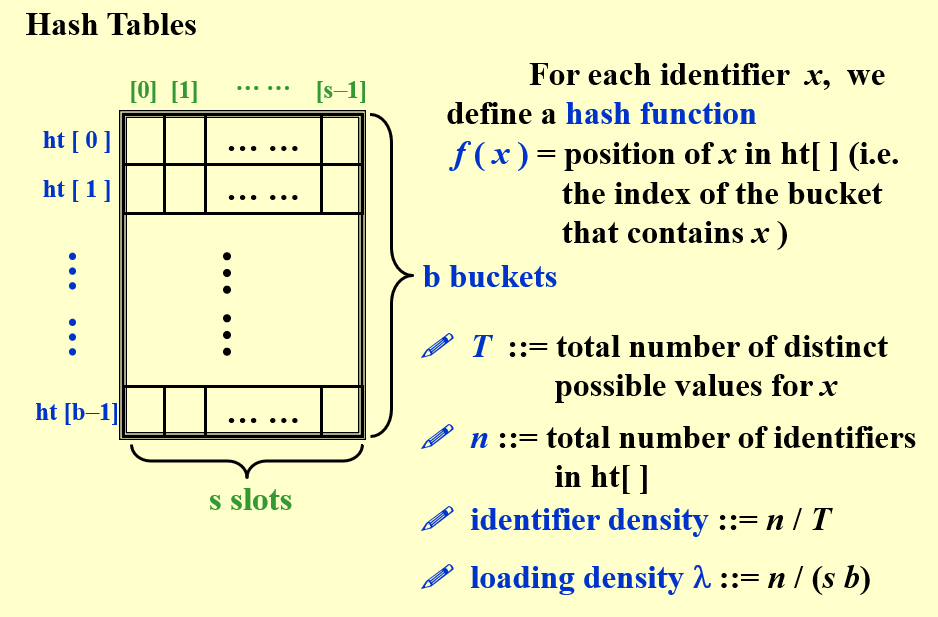 Hash Tables
[0] [1] … … [s–1]
ht [ 0 ] … …
ht [ 1 ] … …
ht [b–1] … …
s slots
b buckets
For each identifier x, we
define a hash function
f ( x ) = position of x in ht[ ] (i.e.
the index of the bucket
that contains x )
T ::= total number of distinct
possible values for x
n ::= total number of identifiers
in ht[ ]
identifier density ::= n / T
loading density λ ::= n / (s b)